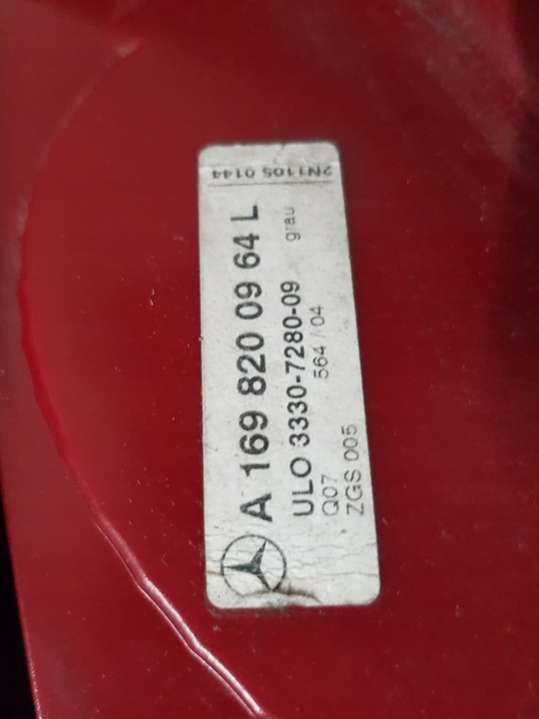 A 169 820 09 64 L
ULO 3330-7280-09 grau
Q07 564 / 04
ZGS 005
2N1105 0144